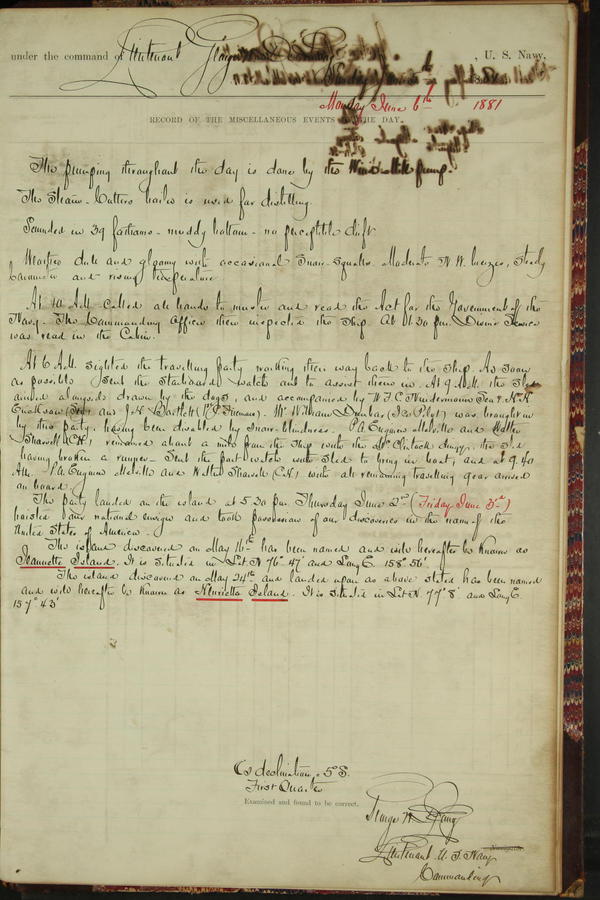 under the command of Lieutenant George W. De Long, U. S. Navy,
Monday June 6th 1881
RECORD OF THE MISCELLANEOUS EVENTS OF THE DAY.
The pumping throughout the day is done by the Wind-Mill pump.
The Steam-Cutters boiler is used for distilling.
Sounded in 39 fathoms - muddy bottom - no perceptible drift
Weather dull and gloomy with occasional Snow-Squalls. Moderate N.W. breezes, Steady
barometer and rising temperature
At 10 A.M. called all hands to muster and read the Act for the Government of the
Navy. The Commanding Officer then inspected the Ship. At 1.30 p.m. Divine Service
was read in the Cabin.
At 6 A.M. sighted the travelling party working their way back to the Ship. As Soon
as possible I sent the Starboard watch out to assist them in. At 9 A.M. the Sled
arrived alongside drawn by the dogs, and accompanied by W. F. C. Nindermann Sea & H. H.
Erickson (Sea) and J. H. Bartlett (1st C. Fireman). Mr. William Dunbar (Ice Pilot) was brought in
by this party, having been disabled by Snow-blindness. P.A. Engineer Melville and Walter
Sharvell (C.H.) remained about a mile from the Ship with the McClintock dingy, the Sled
having broken a runner - Sent the port watch with Sled to bring in boat, and at 9.40
A.M. P.A. Engineer Melville and Walter Sharvell (C.H.) with all remaining travelling gear arrived
on board.
The party landed on the island at 5.30 p.m. Thursday June 2nd (Friday June 3rd)
hoisted our national ensign and took possession of our discoveries in the name of the
United States of America.
The island discovered on May 16th has been named and will hereafter be known as
Jeannette Island. It is situated in Lat. N 76° 47' and Long E. 158° 56'
The island discovered on May 24th and landed upon as above stated has been named
and will hereafter be known as Henrietta Island. It is situated in Lat N. 77° 8' and Long E.
157° 43'
declination 5° S.
First Quarter
Examined and found to be correct.
George W. De Long
Navigator.
Lieutenant U. S. Navy
Commanding